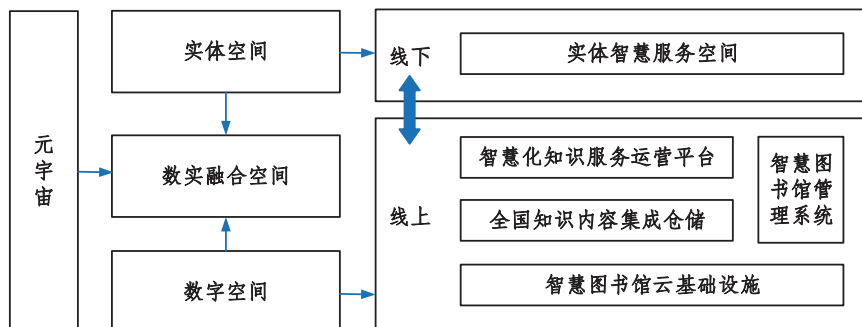 元
宇
宙
实体空间
数实融合空间
数字空间
线下
实体智慧服务空间
线上
智慧化知识服务运营平台
全国知识内容集成仓储
智慧图
书馆管
理系统
智慧图书馆云基础设施